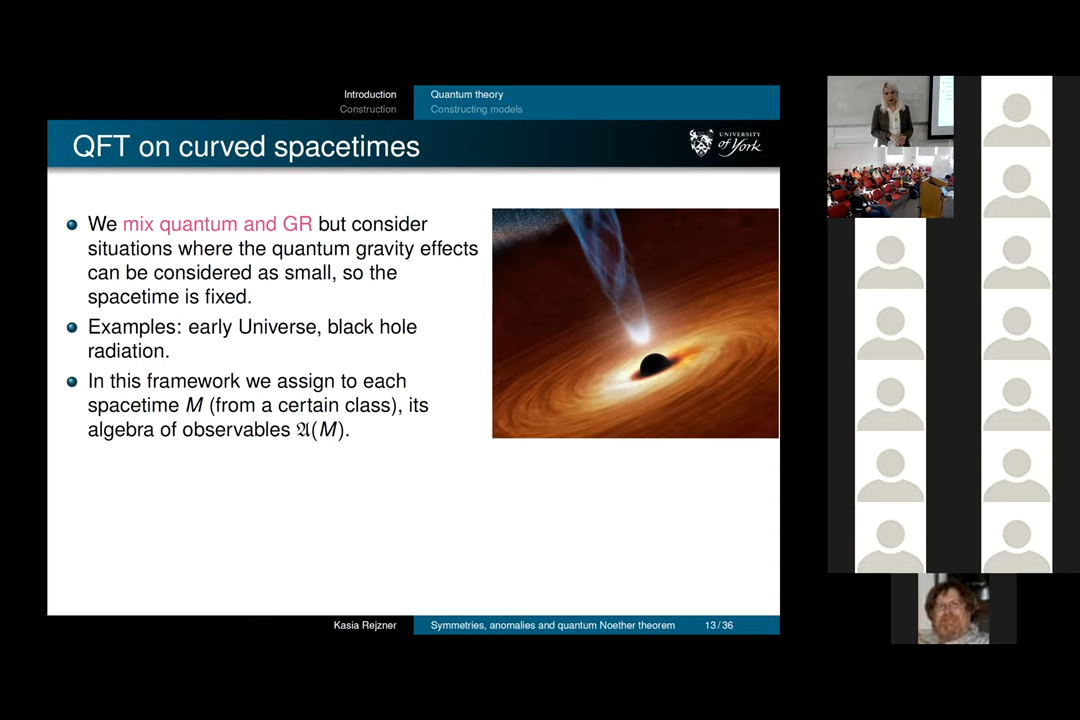 Introduction
Construction
Quantum theory
Constructing models
QFT on curved spacetimes
UNIVERSITY
of York
We mix quantum and GR but consider
situations where the quantum gravity effects
can be considered as small, so the
spacetime is fixed.
Examples: early Universe, black hole
radiation.
In this framework we assign to each
spacetime M (from a certain class), its
algebra of observables 𝔄(M).
Kasia Rejzner
Symmetries, anomalies and quantum Noether theorem
13 / 36